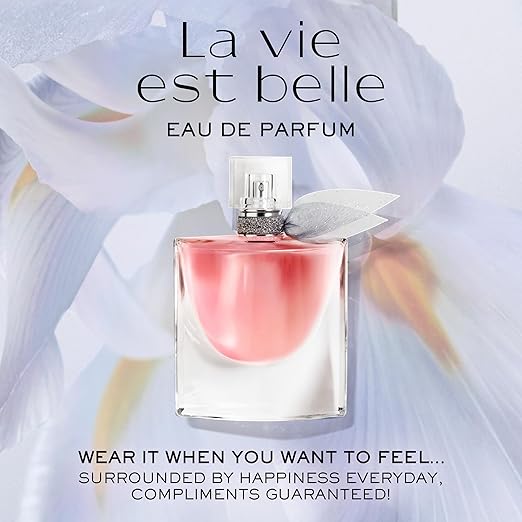 La vie
est belle
EAU DE PARFUM
WEAR IT WHEN YOU WANT TO FEEL...
SURROUNDED BY HAPPINESS EVERYDAY,
COMPLIMENTS GUARANTEED!